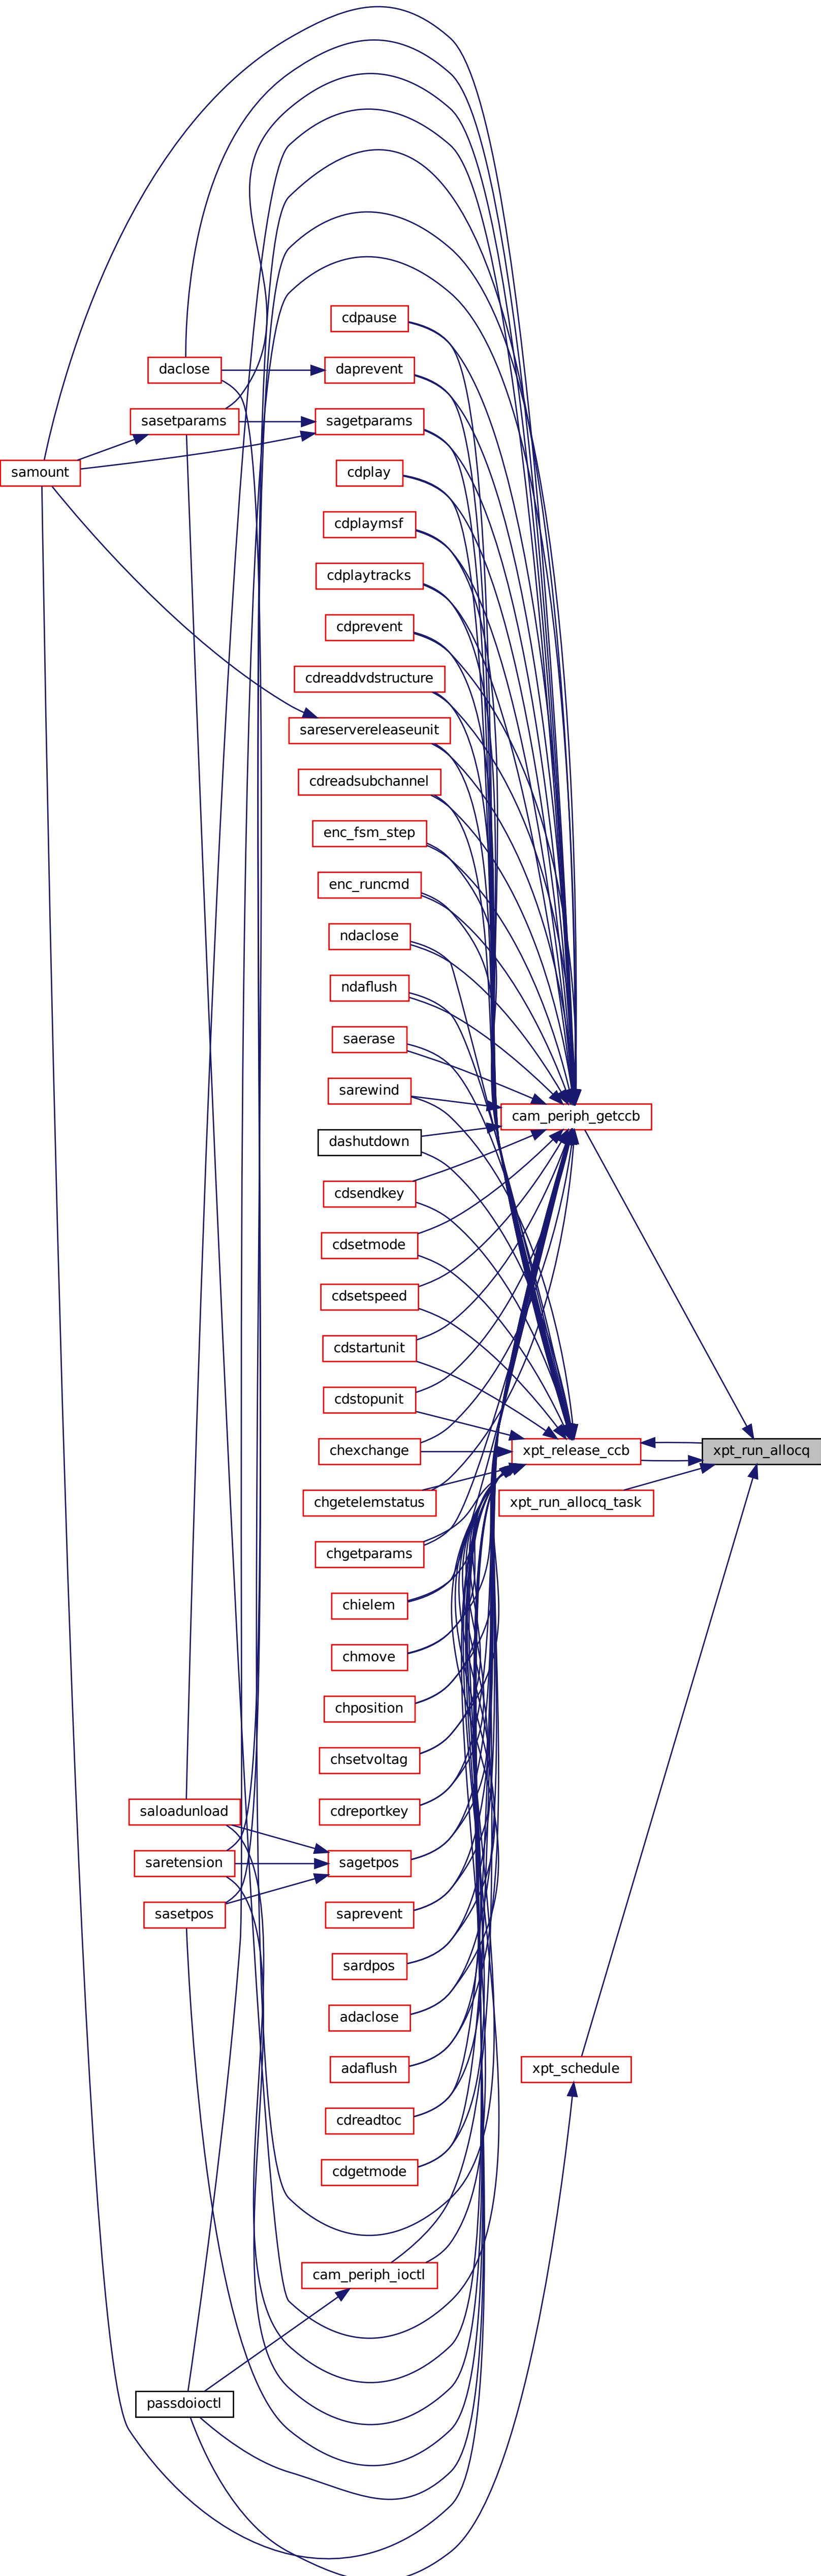 cdpause
daclose
daprevent
sasetparams
sagetparams
samount
cdplay
cdplaymsf
cdplaytracks
cdprevent
cdreaddvdstructure
sareservereleaseunit
cdreadsubchannel
enc_fsm_step
enc_runcmd
ndaclose
ndaflush
saerase
sarewind
cam_periph_getccb
dashutdown
cdsendkey
cdsetmode
cdsetspeed
cdstartunit
cdstopunit
chexchange
xpt_release_ccb
xpt_run_allocq
chgetelemstatus
xpt_run_allocq_task
chgetparams
chielem
chmove
chposition
chsetvoltag
saloadunload
cdreportkey
saretension
sagetpos
sasetpos
saprevent
sardpos
adaclose
adaflush
xpt_schedule
cdreadtoc
cdgetmode
cam_periph_ioctl
passdoioctl